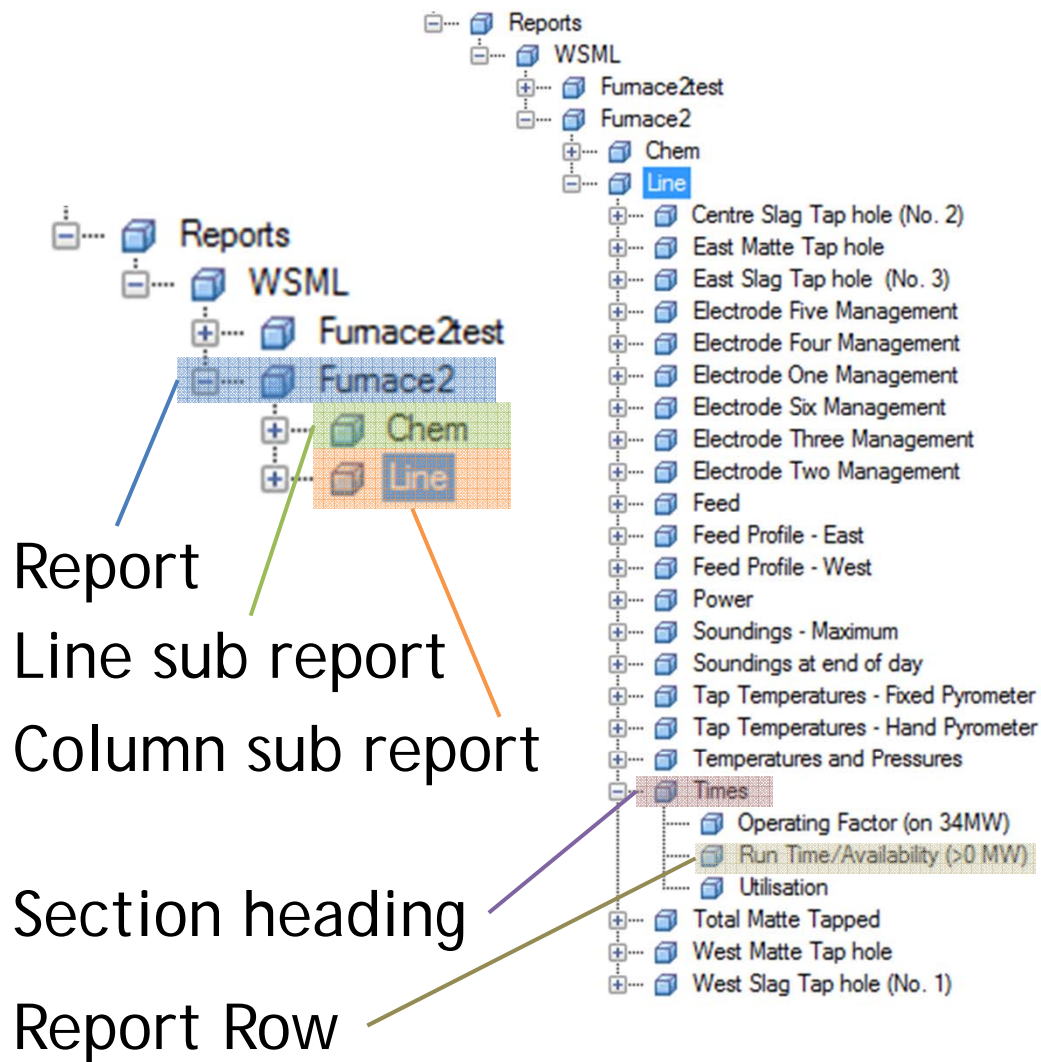 Reports
WSML
Furnace2test
Furnace2
Chem
Line
Centre Slag Tap hole (No. 2)
East Matte Tap hole
East Slag Tap hole (No. 3)
Electrode Five Management
Electrode Four Management
Electrode One Management
Electrode Six Management
Electrode Three Management
Electrode Two Management
Feed
Feed Profile - East
Feed Profile - West
Power
Soundings - Maximum
Soundings at end of day
Tap Temperatures - Fixed Pyrometer
Tap Temperatures - Hand Pyrometer
Temperatures and Pressures
Times
Operating Factor (on 34MW)
Run Time/Availability (>0 MW)
Utilisation
Total Matte Tapped
West Matte Tap hole
West Slag Tap hole (No. 1)
Reports
WSML
Furnace2test
Furnace2
Chem
Line
Report
Line sub report
Column sub report
Section heading
Report Row